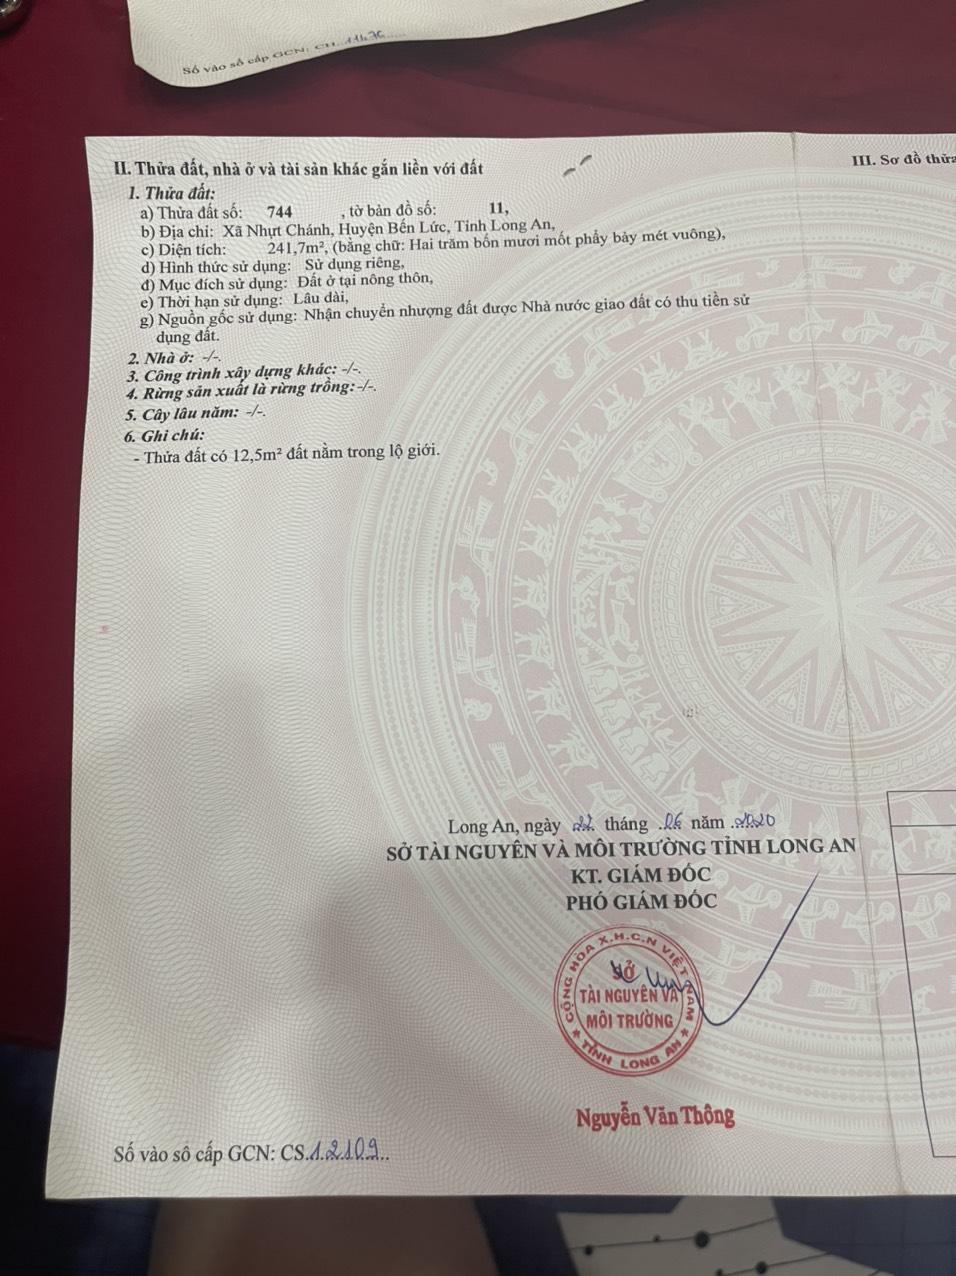 Số vào sổ cấp GCN: CH
II. Thửa đất, nhà ở và tài sản khác gắn liền với đất
III. Sơ đồ thửa
1. Thửa đất:
a) Thửa đất số: 744 , tờ bản đồ số: 11,
b) Địa chỉ: Xã Nhựt Chánh, Huyện Bến Lức, Tỉnh Long An,
c) Diện tích: 241,7m², (bằng chữ: Hai trăm bốn mươi mốt phẩy bảy mét vuông),
d) Hình thức sử dụng: Sử dụng riêng,
đ) Mục đích sử dụng: Đất ở tại nông thôn,
e) Thời hạn sử dụng: Lâu dài,
g) Nguồn gốc sử dụng: Nhận chuyển nhượng đất được Nhà nước giao đất có thu tiền sử
dụng đất.
2. Nhà ở: -/-.
3. Công trình xây dựng khác: -/-.
4. Rừng sản xuất là rừng trồng: -/-.
5. Cây lâu năm: -/-.
6. Ghi chú:
- Thửa đất có 12,5m² đất nằm trong lộ giới.
Long An, ngày 22 tháng 06 năm 2020
SỞ TÀI NGUYÊN VÀ MÔI TRƯỜNG TỈNH LONG AN
KT. GIÁM ĐỐC
PHÓ GIÁM ĐỐC
CỘNG HÒA X.H.C.N VIỆT NAM
SỞ
TÀI NGUYÊN VÀ
MÔI TRƯỜNG
TỈNH LONG AN
Nguyễn Văn Thông
Số vào sổ cấp GCN: CS.12109